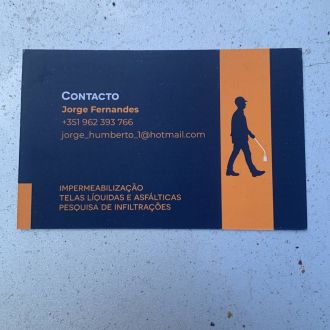 CONTACTO
Jorge Fernandes
+351 962 393 766
jorge_humberto_1@hotmail.com
IMPERMEABILIZAÇÃO
TELAS LÍQUIDAS E ASFÁLTICAS
PESQUISA DE INFILTRAÇÕES